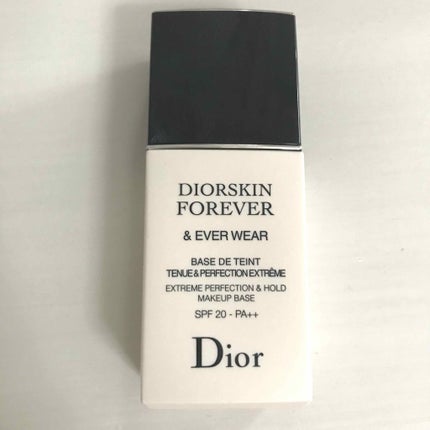 DIORSKIN
FOREVER
& EVER WEAR
BASE DE TEINT
TENUE & PERFECTION EXTRÊME
EXTREME PERFECTION & HOLD
MAKEUP BASE
SPF 20 - PA++
Dior